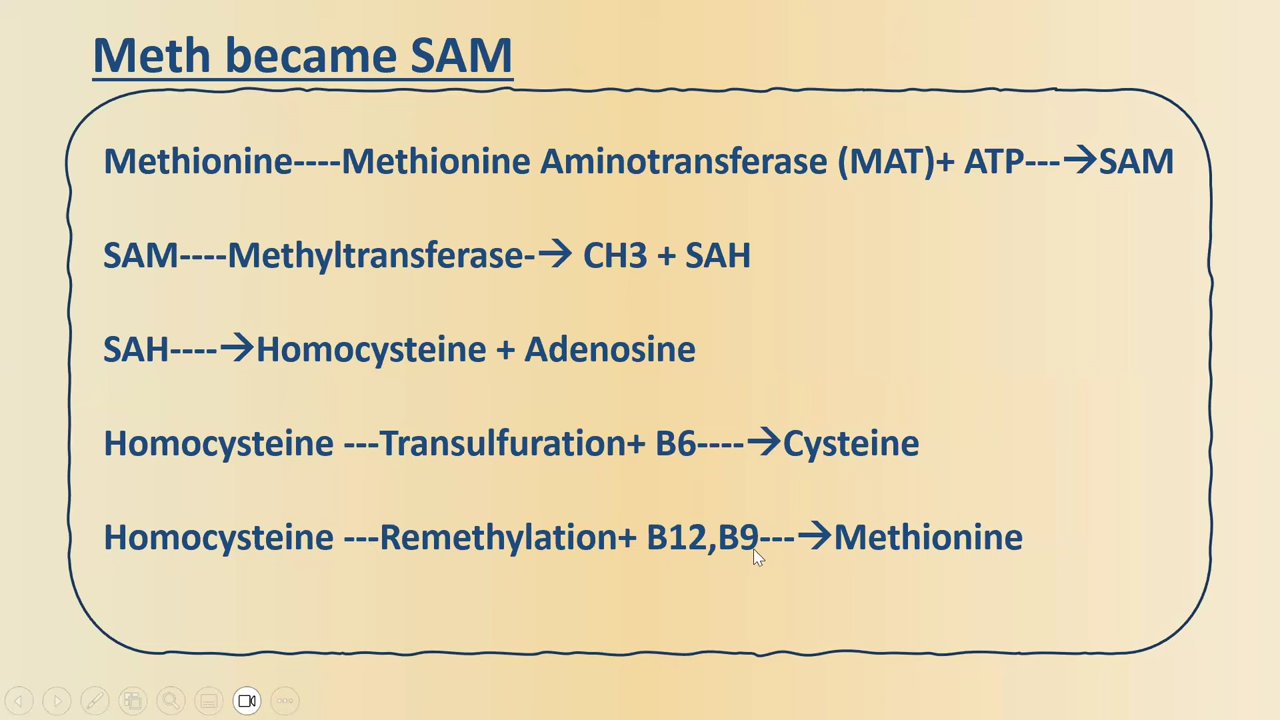 Meth became SAM
Methionine----Methionine Aminotransferase (MAT)+ ATP---→SAM
SAM----Methyltransferase-→ CH3 + SAH
SAH----→Homocysteine + Adenosine
Homocysteine ---Transulfuration+ B6----→Cysteine
Homocysteine ---Remethylation+ B12,B9---→Methionine